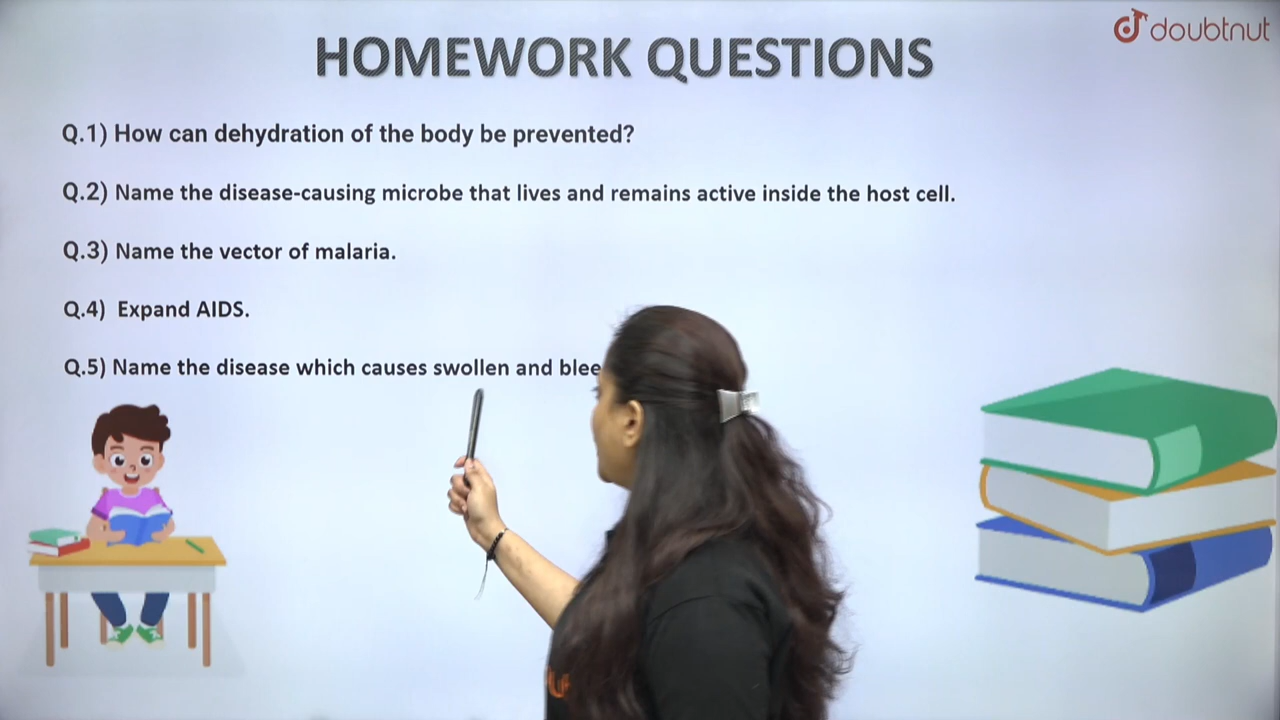 doubtnut
HOMEWORK QUESTIONS
Q.1) How can dehydration of the body be prevented?
Q.2) Name the disease-causing microbe that lives and remains active inside the host cell.
Q.3) Name the vector of malaria.
Q.4) Expand AIDS.
Q.5) Name the disease which causes swollen and